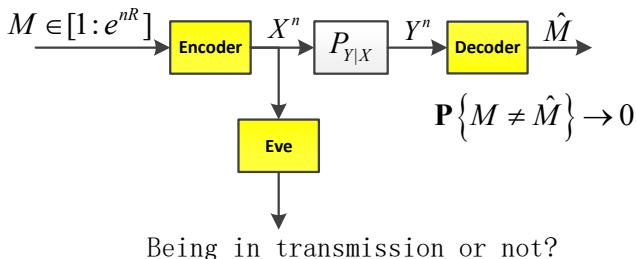 M ∈ [1 : e^{nR}]
Encoder
X^n
P_{Y|X}
Y^n
Decoder
M̂
P{M ≠ M̂} → 0
Eve
Being in transmission or not?